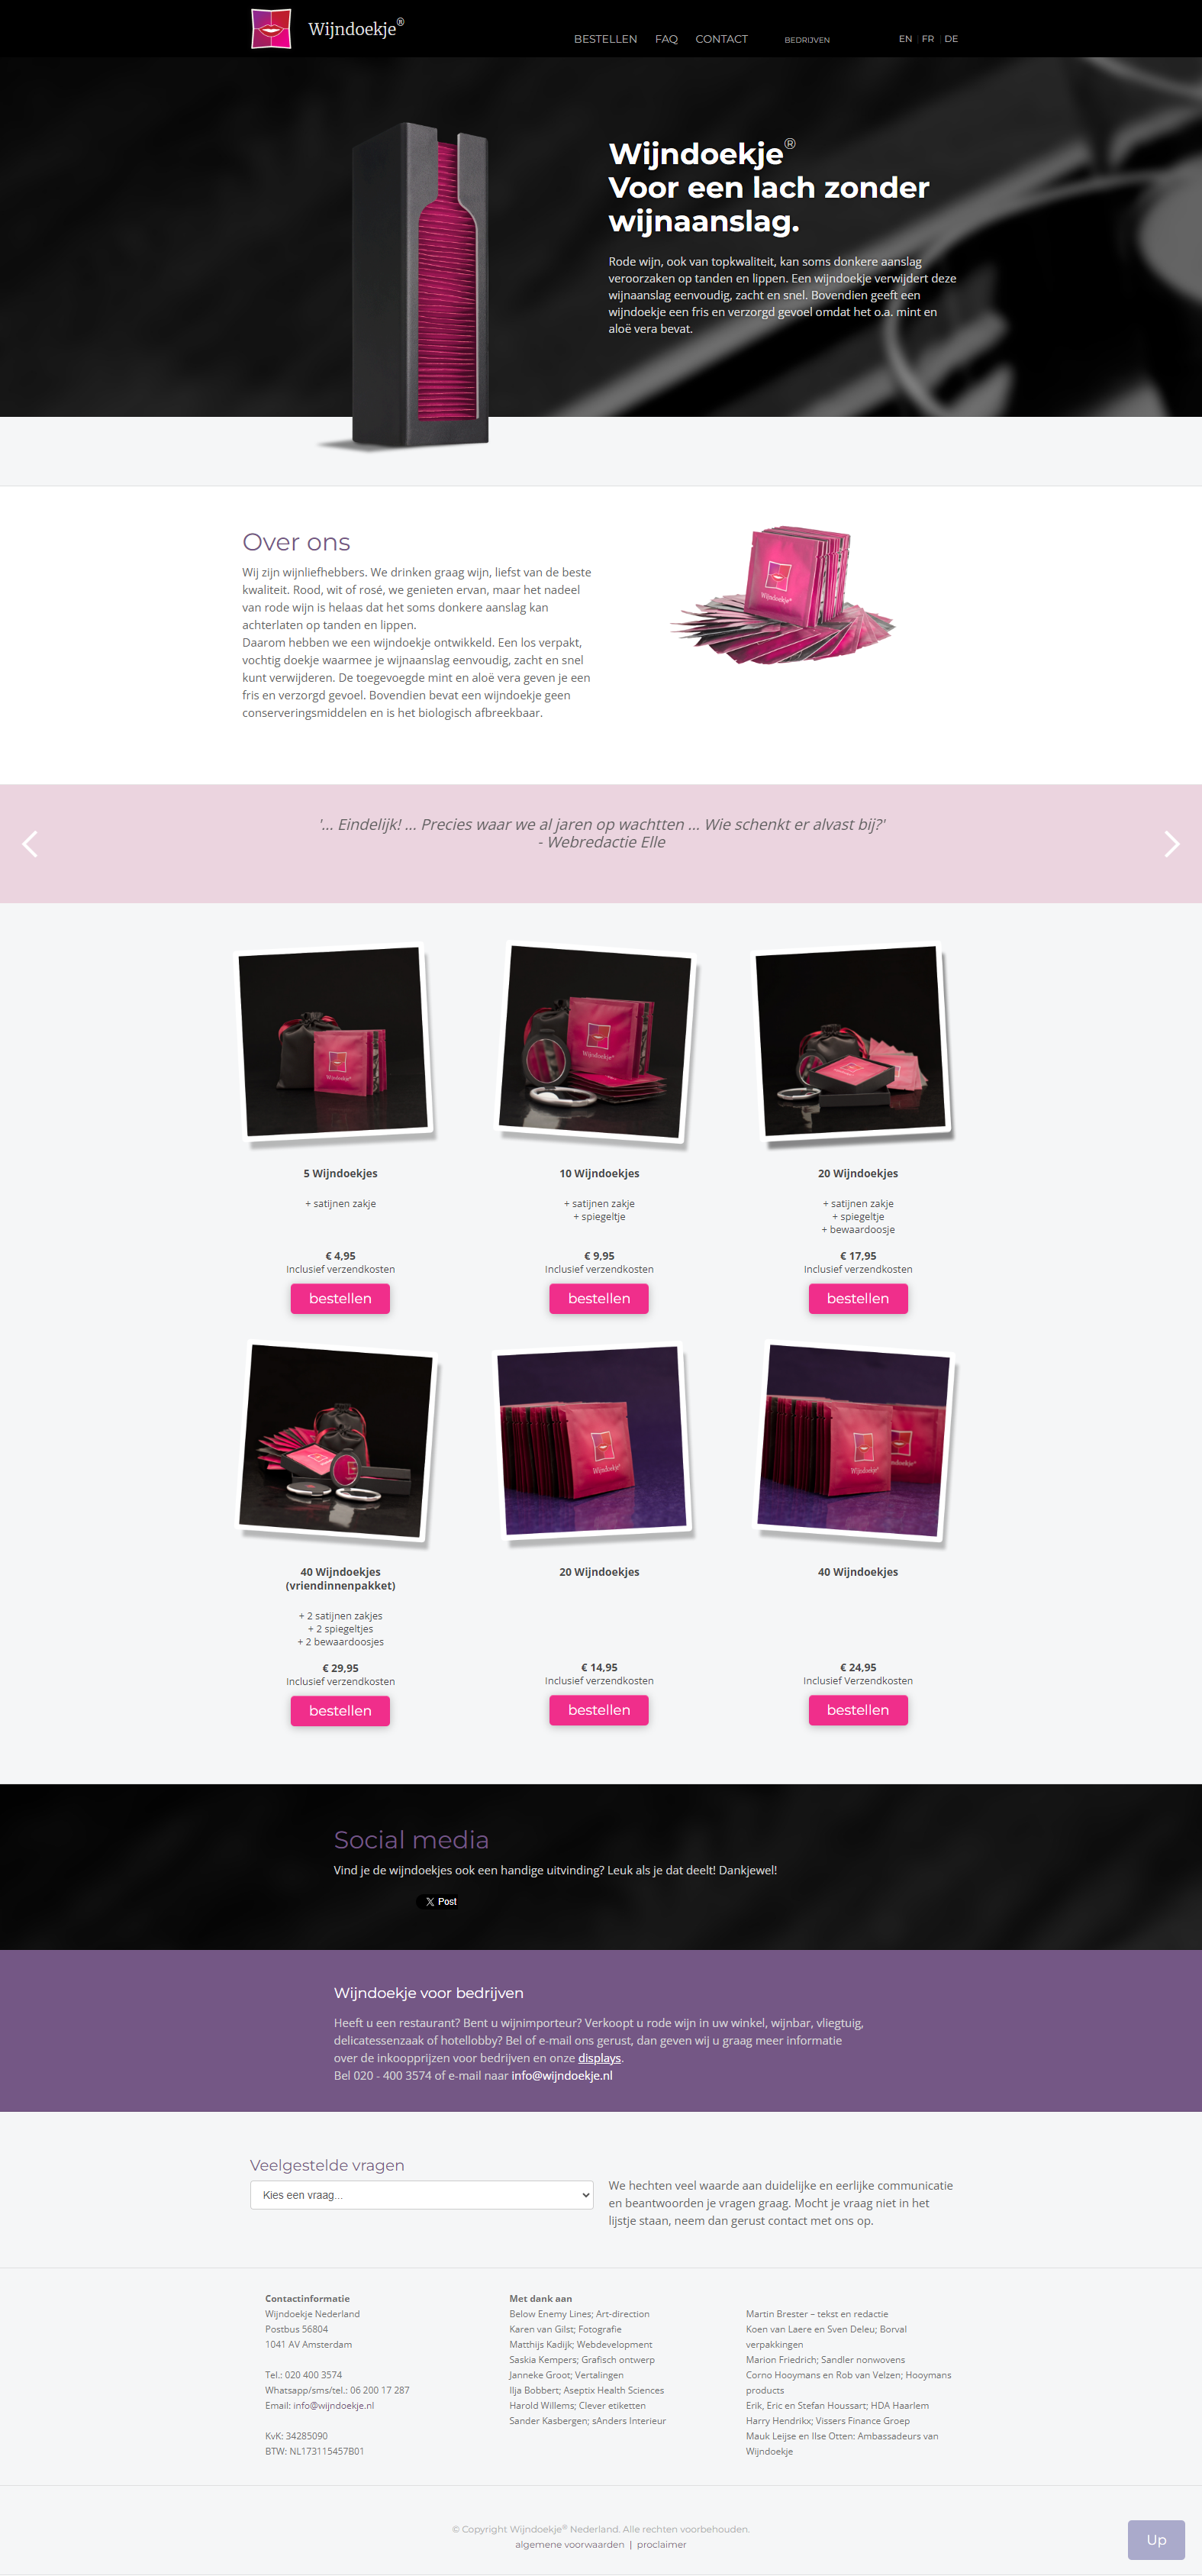 Wijndoekje®
BESTELLEN FAQ CONTACT BEDRIJVEN EN FR DE
Wijndoekje®
Voor een lach zonder
wijnaanslag.
Rode wijn, ook van topkwaliteit, kan soms donkere aanslag
veroorzaken op tanden en lippen. Een wijndoekje verwijdert deze
wijnaanslag eenvoudig, zacht en snel. Bovendien geeft een
wijndoekje een fris en verzorgd gevoel omdat het o.a. mint en
aloë vera bevat.
Over ons
Wij zijn wijnliefhebbers. We drinken graag wijn, liefst van de beste
kwaliteit. Rood, wit of rosé, we genieten ervan, maar het nadeel
van rode wijn is helaas dat het soms donkere aanslag kan
achterlaten op tanden en lippen.
Daarom hebben we een wijndoekje ontwikkeld. Een los verpakt,
vochtig doekje waarmee je wijnaanslag eenvoudig, zacht en snel
kunt verwijderen. De toegevoegde mint en aloë vera geven je een
fris en verzorgd gevoel. Bovendien bevat een wijndoekje geen
conserveringsmiddelen en is het biologisch afbreekbaar.
Wijndoekje®
'... Eindelijk! ... Precies waar we al jaren op wachtten ... Wie schenkt er alvast bij?'
- Webredactie Elle
Wijndoekje®
Wijndoekje®
5 Wijndoekjes
+ satijnen zakje
€ 4,95
Inclusief verzendkosten
bestellen
10 Wijndoekjes
+ satijnen zakje
+ spiegeltje
€ 9,95
Inclusief verzendkosten
bestellen
20 Wijndoekjes
+ satijnen zakje
+ spiegeltje
+ bewaardoosje
€ 17,95
Inclusief verzendkosten
bestellen
Wijndoekje®
Wijndoekje®
Wijndoekje®
40 Wijndoekjes
(vriendinnenpakket)
+ 2 satijnen zakjes
+ 2 spiegeltjes
+ 2 bewaardoosjes
€ 29,95
Inclusief verzendkosten
bestellen
20 Wijndoekjes
€ 14,95
Inclusief verzendkosten
bestellen
40 Wijndoekjes
€ 24,95
Inclusief Verzendkosten
bestellen
Social media
Vind je de wijndoekjes ook een handige uitvinding? Leuk als je dat deelt! Dankjewel!
X Post
Wijndoekje voor bedrijven
Heeft u een restaurant? Bent u wijnimporteur? Verkoopt u rode wijn in uw winkel, wijnbar, vliegtuig,
delicatessenzaak of hotellobby? Bel of e-mail ons gerust, dan geven wij u graag meer informatie
over de inkoopprijzen voor bedrijven en onze displays.
Bel 020 - 400 3574 of e-mail naar info@wijndoekje.nl
Veelgestelde vragen
Kies een vraag...
We hechten veel waarde aan duidelijke en eerlijke communicatie
en beantwoorden je vragen graag. Mocht je vraag niet in het
lijstje staan, neem dan gerust contact met ons op.
Contactinformatie
Wijndoekje Nederland
Postbus 56804
1041 AV Amsterdam
Tel.: 020 400 3574
Whatsapp/sms/tel.: 06 200 17 287
Email: info@wijndoekje.nl
KvK: 34285090
BTW: NL173115457B01
Met dank aan
Below Enemy Lines; Art-direction
Karen van Gilst; Fotografie
Matthijs Kadijk; Webdevelopment
Saskia Kempers; Grafisch ontwerp
Janneke Groot; Vertalingen
Ilja Bobbert; Aseptix Health Sciences
Harold Willems; Clever etiketten
Sander Kasbergen; sAnders Interieur
Martin Brester – tekst en redactie
Koen van Laere en Sven Deleu; Borval
verpakkingen
Marion Friedrich; Sandler nonwovens
Corno Hooymans en Rob van Velzen; Hooymans
products
Erik, Eric en Stefan Houssart; HDA Haarlem
Harry Hendrikx; Vissers Finance Groep
Mauk Leijse en Ilse Otten: Ambassadeurs van
Wijndoekje
© Copyright Wijndoekje® Nederland. Alle rechten voorbehouden.
algemene voorwaarden | proclaimer
Up